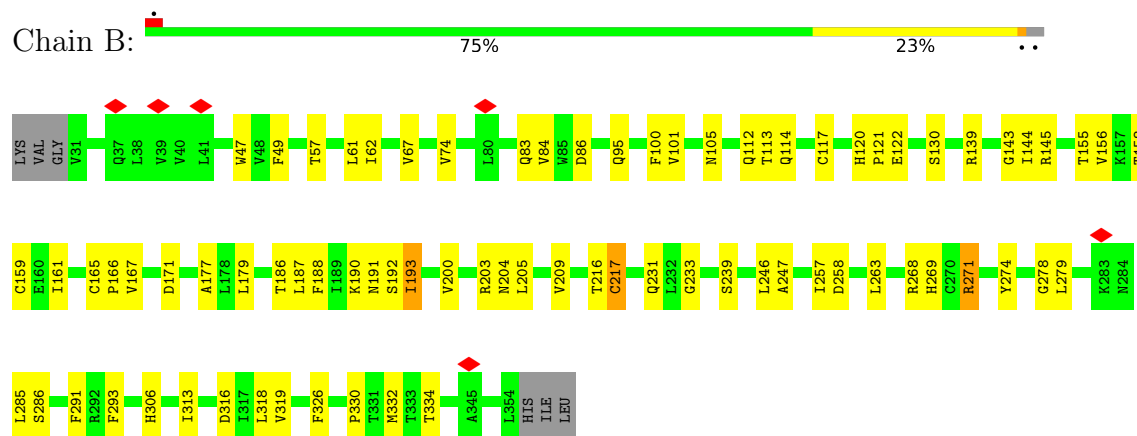 Chain B:
75% 23%
LYS VAL GLY V31 Q37 L38 V39 V40 L41 W47 V48 F49 T57 L61 I62 V67 V74 L80 Q83 V84 W85 D86 Q95 F100 V101 N105 Q112 T113 Q114 C117 H120 P121 E122 S130 R139 G143 I144 R145 T155 V156 K157
C159 E160 I161 C165 P166 V167 D171 A177 L178 L179 T186 L187 F188 I189 K190 N191 S192 I193 V200 R203 N204 L205 V209 T216 C217 Q231 L232 G233 S239 L246 A247 I257 D258 L263 R268 H269 C270 R271 Y274 G278 L279 K283 N284
L285 S286 F291 R292 F293 H306 I313 D316 I317 L318 V319 F326 P330 T331 M332 T333 T334 A345 L354 HIS ILE LEU